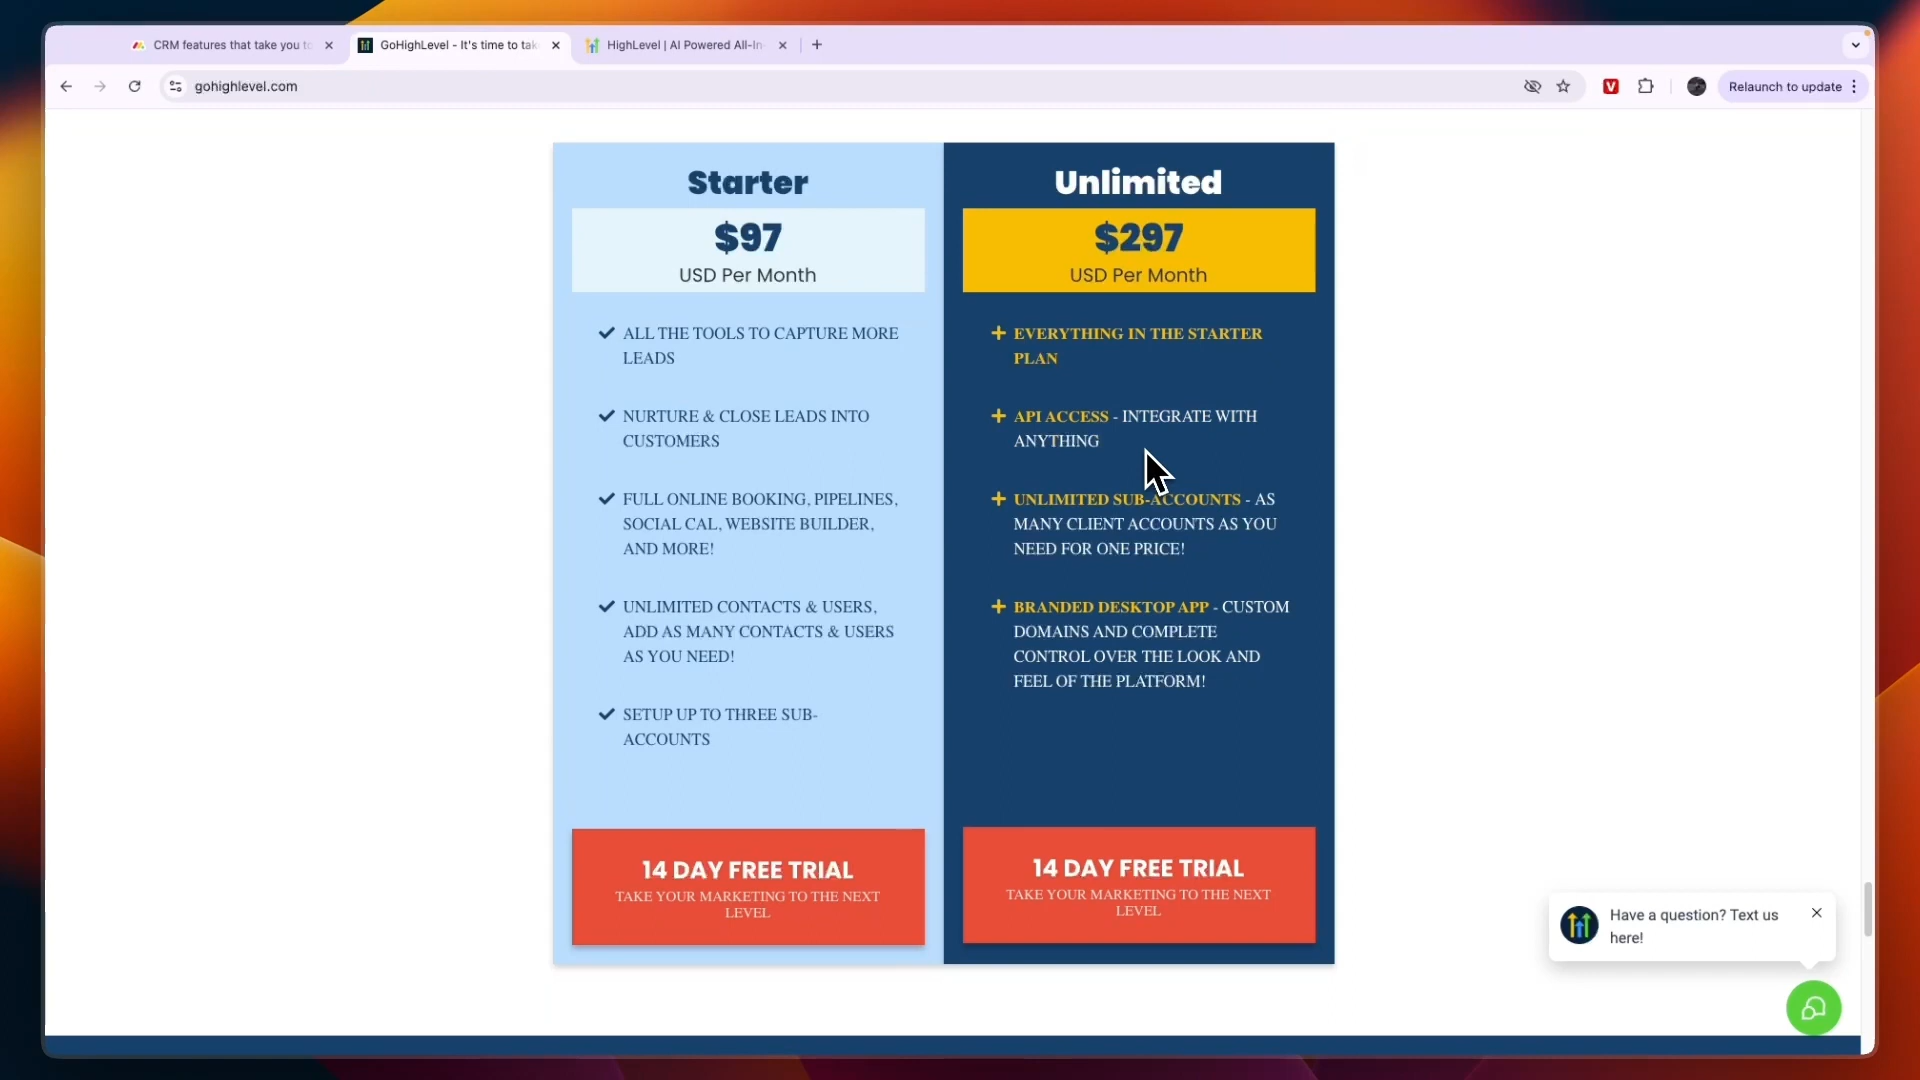 CRM features that take you to
GoHighLevel - It's time to tak
HighLevel | AI Powered All-In-
gohighlevel.com
Relaunch to update
Starter
$97
USD Per Month
ALL THE TOOLS TO CAPTURE MORE
LEADS
NURTURE & CLOSE LEADS INTO
CUSTOMERS
FULL ONLINE BOOKING, PIPELINES,
SOCIAL CAL, WEBSITE BUILDER,
AND MORE!
UNLIMITED CONTACTS & USERS,
ADD AS MANY CONTACTS & USERS
AS YOU NEED!
SETUP UP TO THREE SUB-
ACCOUNTS
14 DAY FREE TRIAL
TAKE YOUR MARKETING TO THE NEXT
LEVEL
Unlimited
$297
USD Per Month
EVERYTHING IN THE STARTER
PLAN
API ACCESS - INTEGRATE WITH
ANYTHING
UNLIMITED SUB-ACCOUNTS - AS
MANY CLIENT ACCOUNTS AS YOU
NEED FOR ONE PRICE!
BRANDED DESKTOP APP - CUSTOM
DOMAINS AND COMPLETE
CONTROL OVER THE LOOK AND
FEEL OF THE PLATFORM!
14 DAY FREE TRIAL
TAKE YOUR MARKETING TO THE NEXT
LEVEL
Have a question? Text us
here!